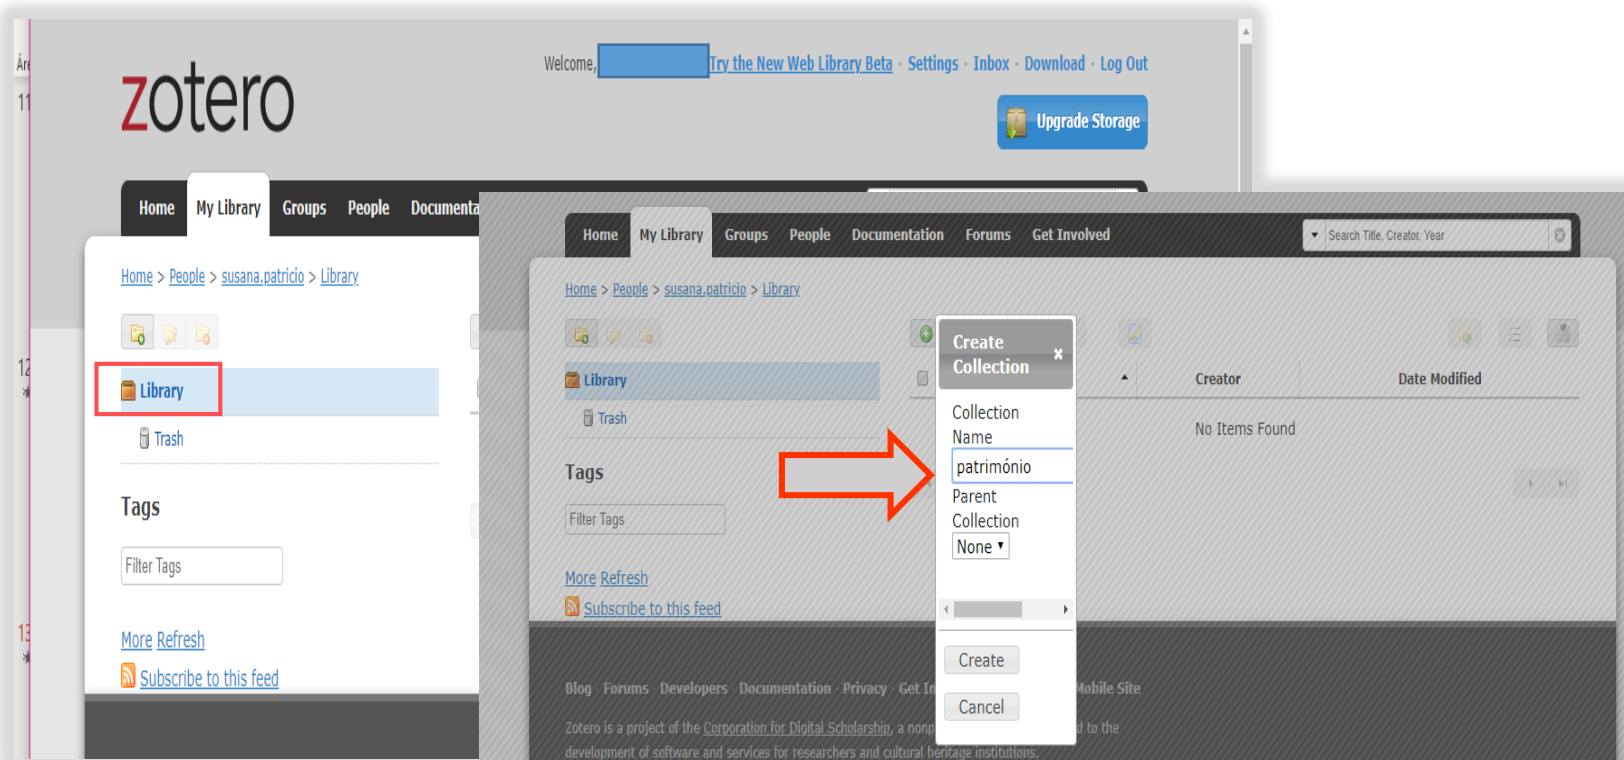 Áre
11
12
13
zotero
Welcome, Try the New Web Library Beta · Settings · Inbox · Download · Log Out
Upgrade Storage
Home My Library Groups People Documenta
Home > People > susana.patricio > Library
Library
Trash
Tags
Filter Tags
More Refresh
Subscribe to this feed
Home My Library Groups People Documentation Forums Get Involved
Search Title, Creator, Year
Home > People > susana.patricio > Library
Library
Trash
Tags
Filter Tags
More Refresh
Subscribe to this feed
Creator Date Modified
No Items Found
Create
Collection
x
Collection
Name
património
Parent
Collection
None
Create
Cancel
Blog · Forums · Developers · Documentation · Privacy · Get In Mobile Site
Zotero is a project of the Corporation for Digital Scholarship, a nonp d to the
development of software and services for researchers and cultural heritage institutions.